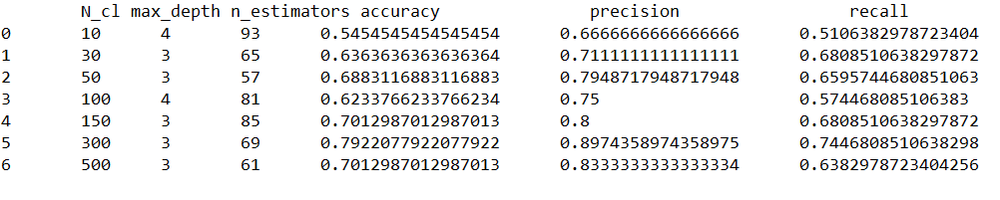 N_cl max_depth n_estimators accuracy precision recall
0 10 4 93 0.5454545454545454 0.6666666666666666 0.5106382978723404
1 30 3 65 0.6363636363636364 0.7111111111111111 0.6808510638297872
2 50 3 57 0.6883116883116883 0.7948717948717948 0.6595744680851063
3 100 4 81 0.6233766233766234 0.75 0.574468085106383
4 150 3 85 0.7012987012987013 0.8 0.6808510638297872
5 300 3 69 0.7922077922077922 0.8974358974358975 0.7446808510638298
6 500 3 61 0.7012987012987013 0.8333333333333334 0.6382978723404256